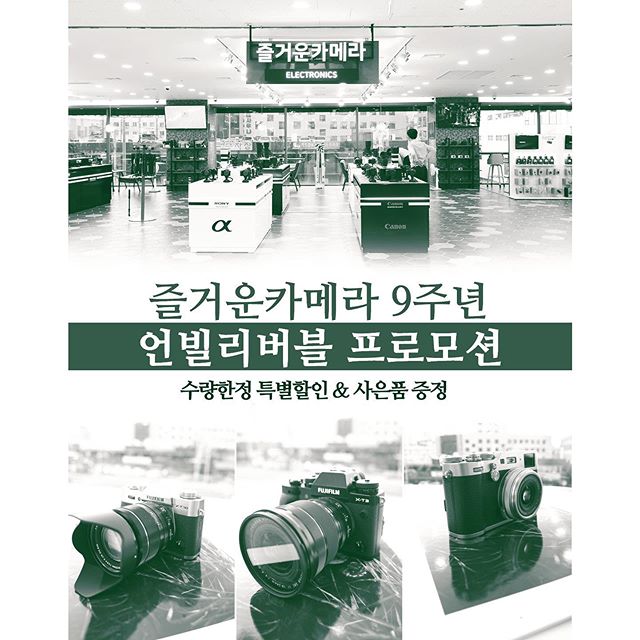 즐거운카메라
ELECTRONICS
SONY
α
Canon
Canon
즐거운카메라 9주년
언빌리버블 프로모션
수량한정 특별할인 & 사은품 증정
FUJIFILM
X-T3